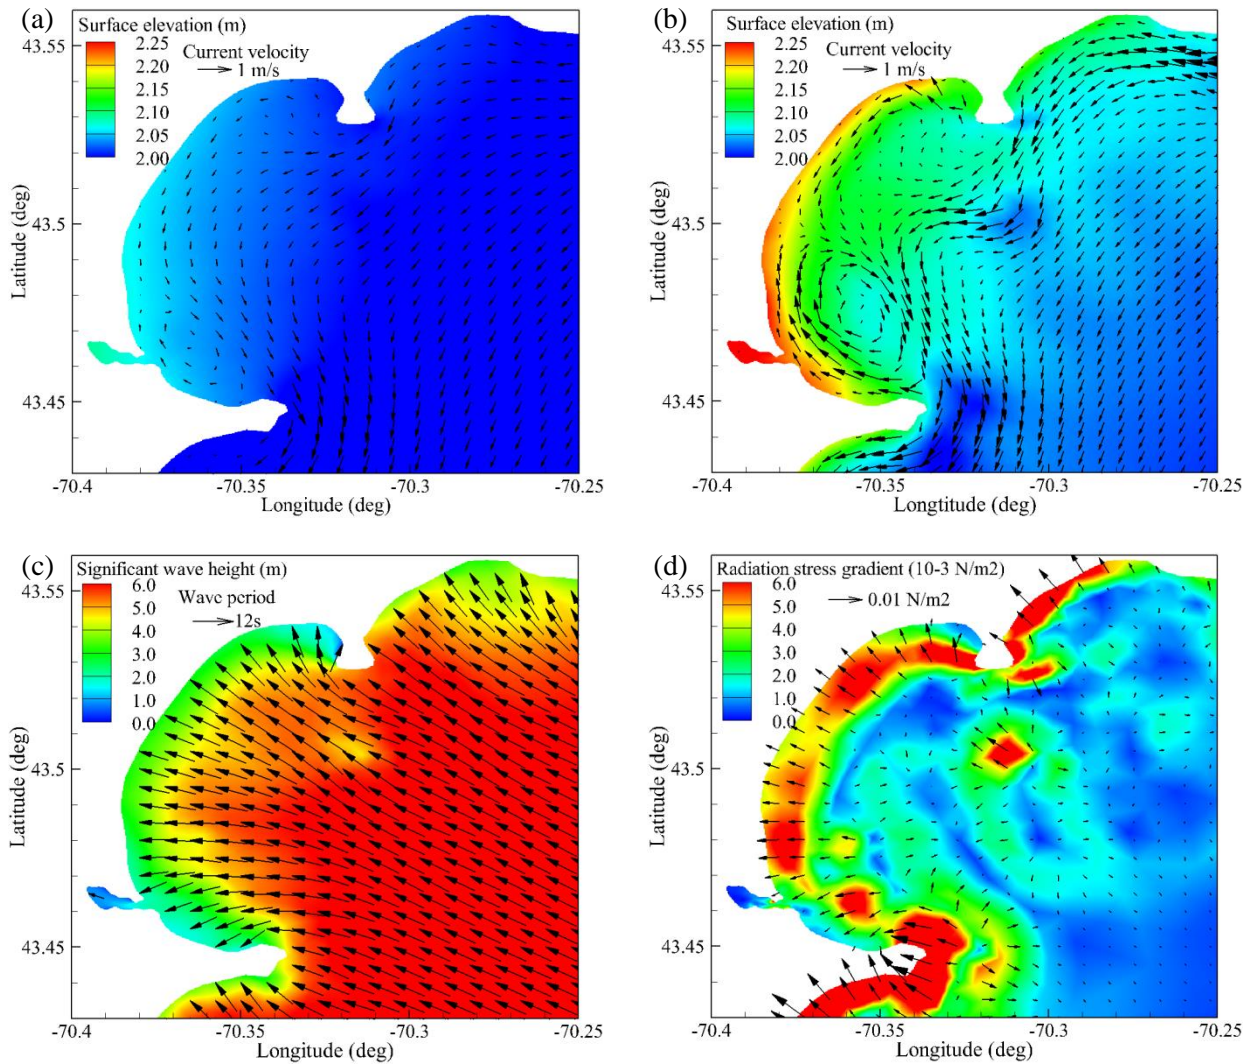 (a)
Surface elevation (m)
2.25
2.20
2.15
2.10
2.05
2.00
Current velocity
1 m/s
43.55
43.5
43.45
Latitude (deg)
-70.4
-70.35
-70.3
-70.25
Longitude (deg)
(b)
Surface elevation (m)
2.25
2.20
2.15
2.10
2.05
2.00
Current velocity
1 m/s
43.55
43.5
43.45
Latitude (deg)
-70.4
-70.35
-70.3
-70.25
Longtitude (deg)
(c)
Significant wave height (m)
6.0
5.0
4.0
3.0
2.0
1.0
0.0
Wave period
12s
43.55
43.5
43.45
Latitude (deg)
-70.4
-70.35
-70.3
-70.25
Longitude (deg)
(d)
Radiation stress gradient (10-3 N/m2)
6.0
5.0
4.0
3.0
2.0
1.0
0.0
0.01 N/m2
43.55
43.5
43.45
Latitude (deg)
-70.4
-70.35
-70.3
-70.25
Longitude (deg)